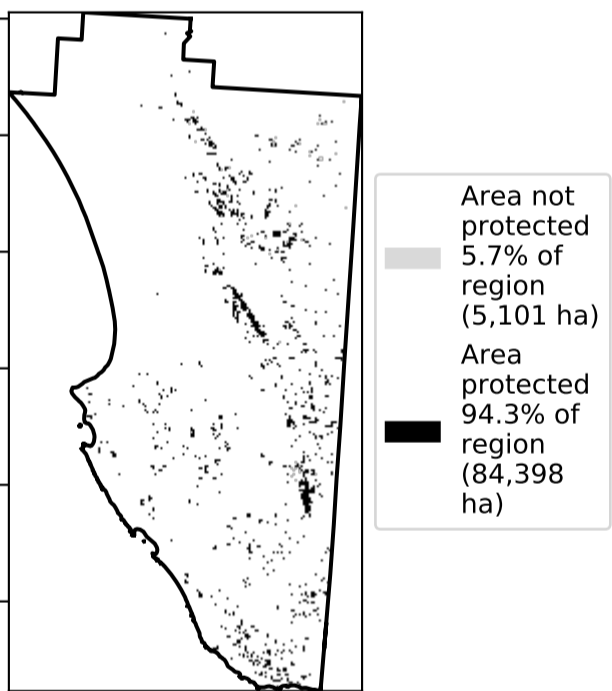 Area not
protected
5.7% of
region
(5,101 ha)
Area
protected
94.3% of
region
(84,398
ha)